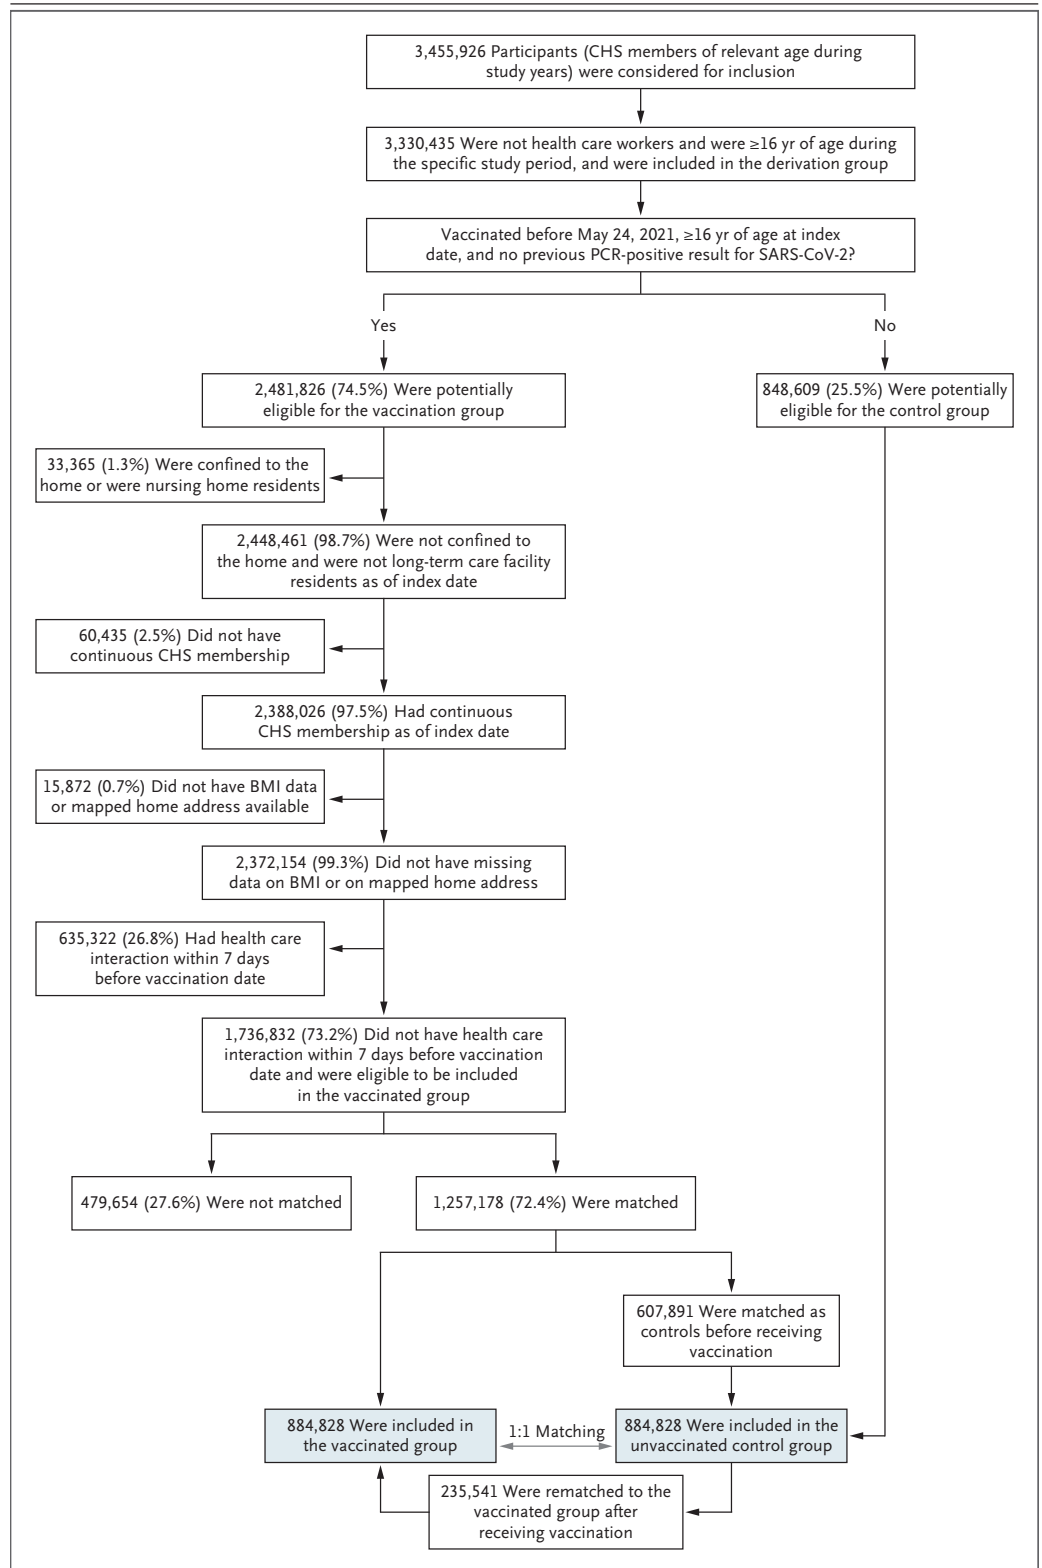 3,455,926 Participants (CHS members of relevant age during
study years) were considered for inclusion
3,330,435 Were not health care workers and were ≥16 yr of age during
the specific study period, and were included in the derivation group
Vaccinated before May 24, 2021, ≥16 yr of age at index
date, and no previous PCR-positive result for SARS-CoV-2?
Yes
No
2,481,826 (74.5%) Were potentially
eligible for the vaccination group
848,609 (25.5%) Were potentially
eligible for the control group
33,365 (1.3%) Were confined to the
home or were nursing home residents
2,448,461 (98.7%) Were not confined to
the home and were not long-term care facility
residents as of index date
60,435 (2.5%) Did not have
continuous CHS membership
2,388,026 (97.5%) Had continuous
CHS membership as of index date
15,872 (0.7%) Did not have BMI data
or mapped home address available
2,372,154 (99.3%) Did not have missing
data on BMI or on mapped home address
635,322 (26.8%) Had health care
interaction within 7 days
before vaccination date
1,736,832 (73.2%) Did not have health care
interaction within 7 days before vaccination
date and were eligible to be included
in the vaccinated group
479,654 (27.6%) Were not matched
1,257,178 (72.4%) Were matched
607,891 Were matched as
controls before receiving
vaccination
884,828 Were included in
the vaccinated group
1:1 Matching
884,828 Were included in the
unvaccinated control group
235,541 Were rematched to the
vaccinated group after
receiving vaccination